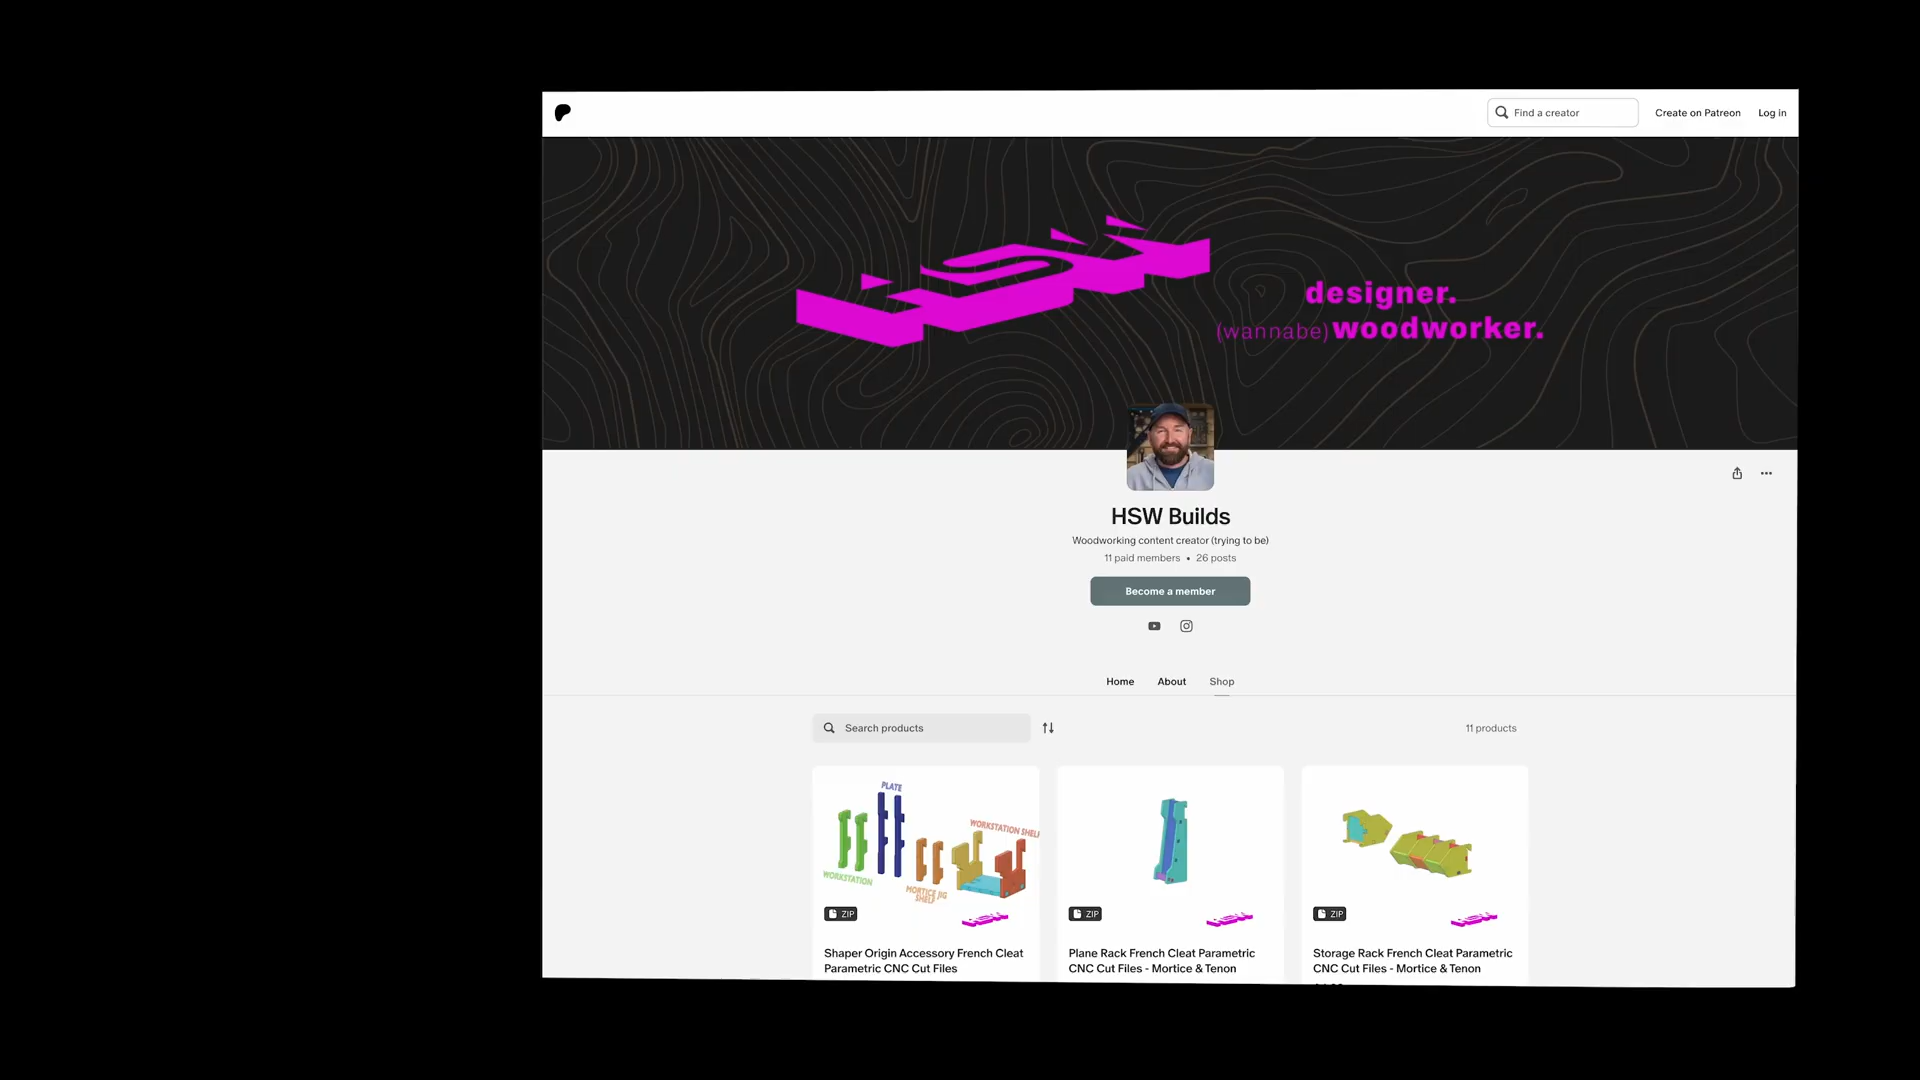 Find a creator
Create on Patreon
Log in
designer.
(wannabe) woodworker.
HSW Builds
Woodworking content creator (trying to be)
11 paid members • 26 posts
Become a member
Home
About
Shop
Search products
11 products
PLATE
WORKSTATION SHELF
WORKSTATION
MORTICE JIG
SHELF
ZIP
Shaper Origin Accessory French Cleat
Parametric CNC Cut Files
ZIP
Plane Rack French Cleat Parametric
CNC Cut Files - Mortice & Tenon
ZIP
Storage Rack French Cleat Parametric
CNC Cut Files - Mortice & Tenon